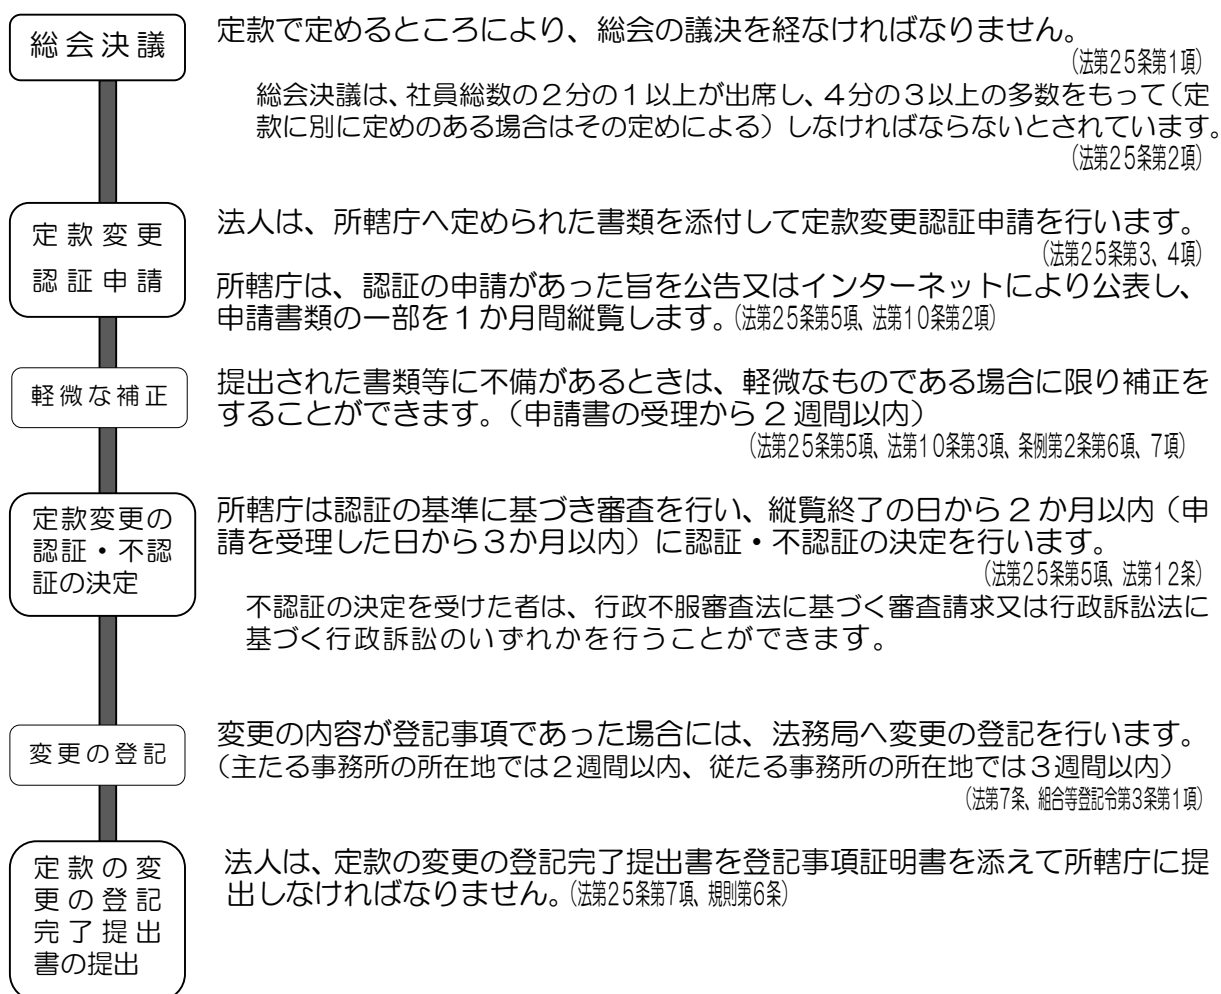 総会決議
定款で定めるところにより、総会の議決を経なければなりません。
(法第25条第1項)
総会決議は、社員総数の2分の1以上が出席し、4分の3以上の多数をもって(定
款に別に定めのある場合はその定めによる)しなければならないとされています。
(法第25条第2項)
定款変更
認証申請
法人は、所轄庁へ定められた書類を添付して定款変更認証申請を行います。
(法第25条第3、4項)
所轄庁は、認証の申請があった旨を公告又はインターネットにより公表し、
申請書類の一部を1か月間縦覧します。(法第25条第5項、法第10条第2項)
軽微な補正
提出された書類等に不備があるときは、軽微なものである場合に限り補正を
することができます。(申請書の受理から2週間以内)
(法第25条第5項、法第10条第3項、条例第2条第6項、7項)
定款変更の
認証・不認
証の決定
所轄庁は認証の基準に基づき審査を行い、縦覧終了の日から2か月以内(申
請を受理した日から3か月以内)に認証・不認証の決定を行います。
(法第25条第5項、法第12条)
不認証の決定を受けた者は、行政不服審査法に基づく審査請求又は行政訴訟法に
基づく行政訴訟のいずれかを行うことができます。
変更の登記
変更の内容が登記事項であった場合には、法務局へ変更の登記を行います。
(主たる事務所の所在地では2週間以内、従たる事務所の所在地では3週間以内)
(法第7条、組合等登記令第3条第1項)
定款の変
更の登記
完了提出
書の提出
法人は、定款の変更の登記完了提出書を登記事項証明書を添えて所轄庁に提
出しなければなりません。(法第25条第7項、規則第6条)